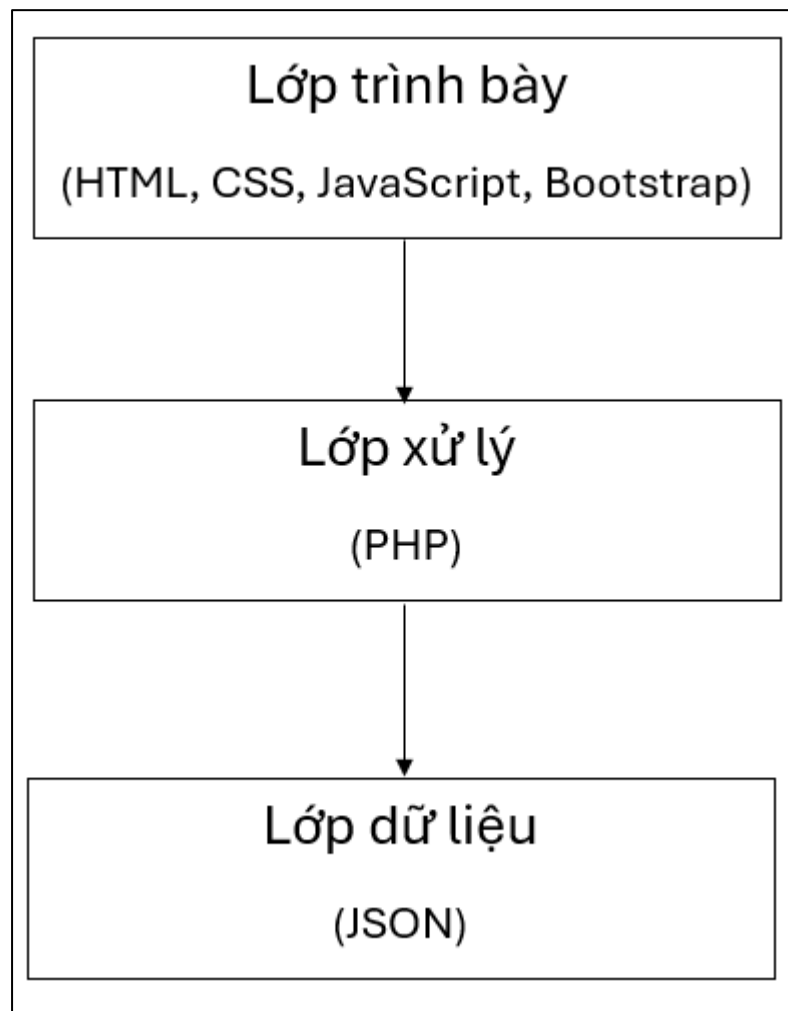 Lớp trình bày
(HTML, CSS, JavaScript, Bootstrap)
Lớp xử lý
(PHP)
Lớp dữ liệu
(JSON)